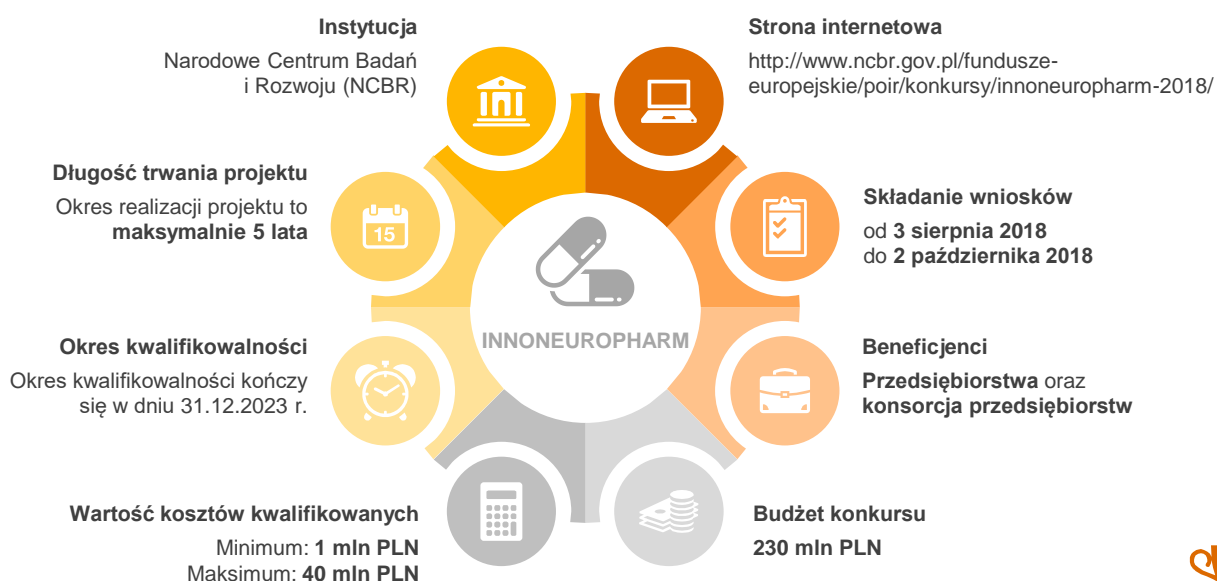 Instytucja
Narodowe Centrum Badań
i Rozwoju (NCBR)
Strona internetowa
http://www.ncbr.gov.pl/fundusze-
europejskie/poir/konkursy/innoneuropharm-2018/
Długość trwania projektu
Okres realizacji projektu to
maksymalnie 5 lata
15
Składanie wniosków
od 3 sierpnia 2018
do 2 października 2018
INNONEUROPHARM
Okres kwalifikowalności
Okres kwalifikowalności kończy
się w dniu 31.12.2023 r.
Beneficjenci
Przedsiębiorstwa oraz
konsorcja przedsiębiorstw
Wartość kosztów kwalifikowanych
Minimum: 1 mln PLN
Maksimum: 40 mln PLN
Budżet konkursu
230 mln PLN